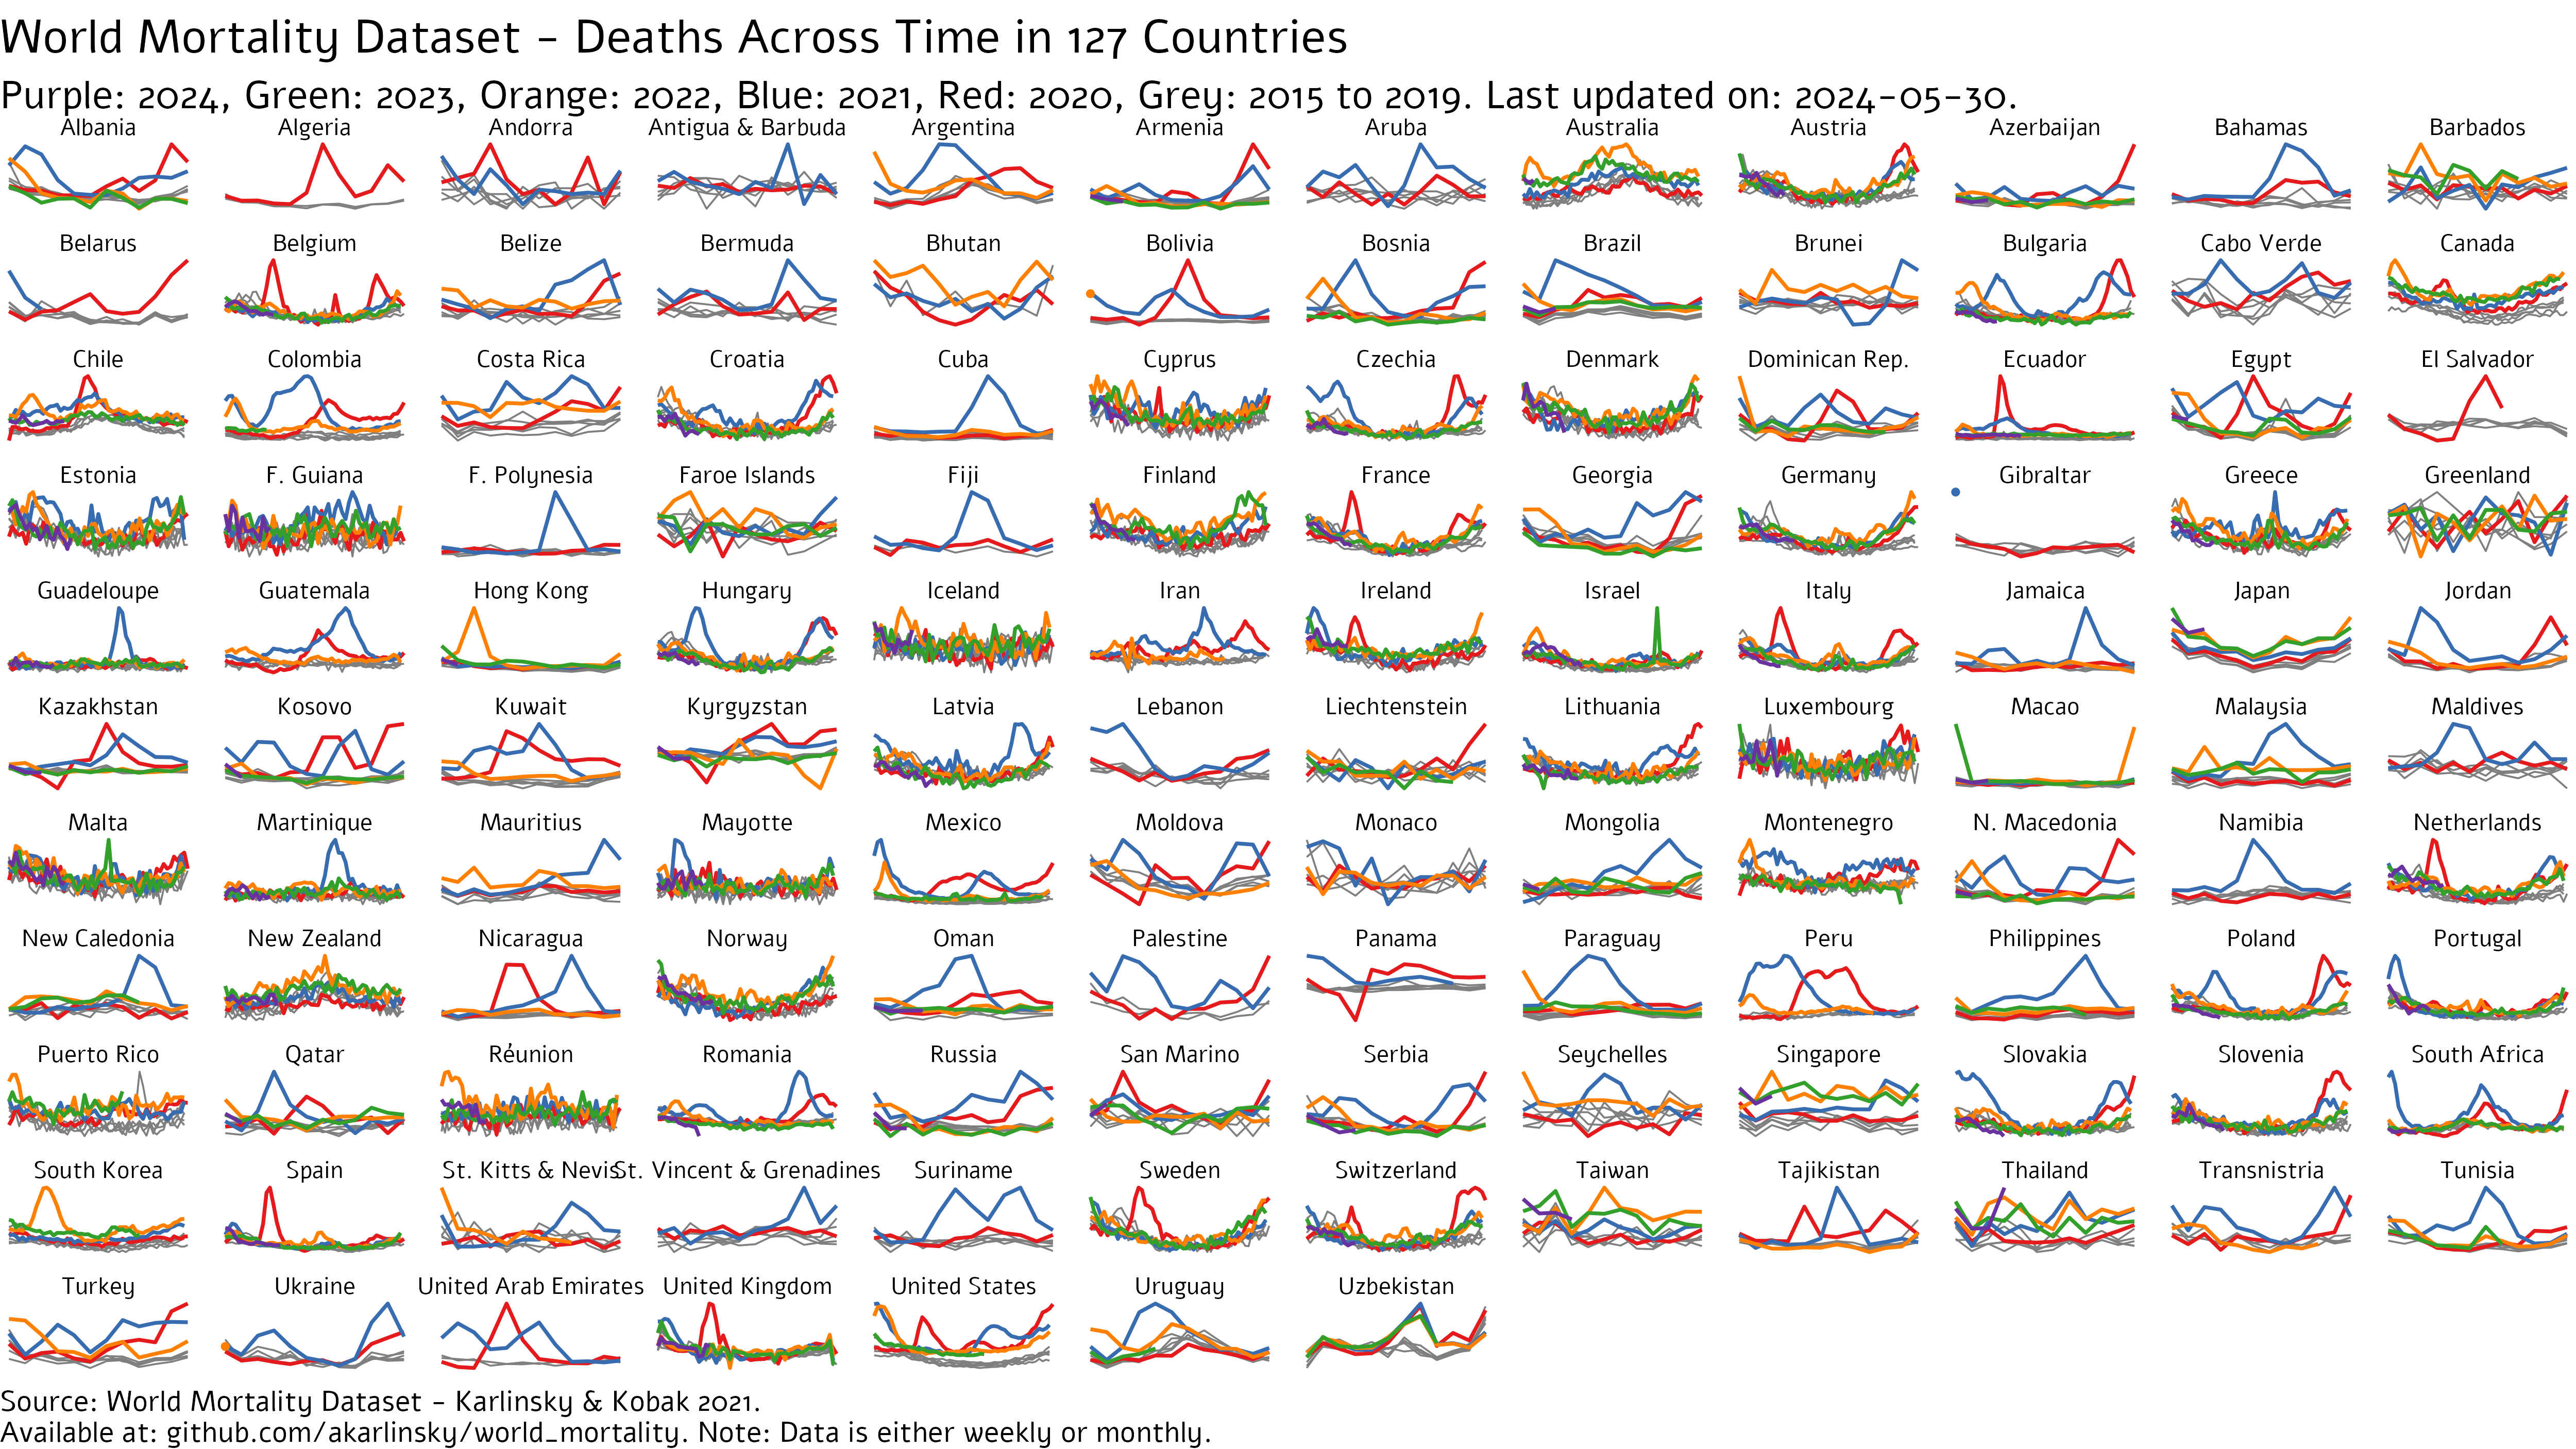 World Mortality Dataset - Deaths Across Time in 127 Countries
Purple: 2024, Green: 2023, Orange: 2022, Blue: 2021, Red: 2020, Grey: 2015 to 2019. Last updated on: 2024-05-30.
Albania Algeria Andorra Antigua & Barbuda Argentina Armenia Aruba Australia Austria Azerbaijan Bahamas Barbados
Belarus Belgium Belize Bermuda Bhutan Bolivia Bosnia Brazil Brunei Bulgaria Cabo Verde Canada
Chile Colombia Costa Rica Croatia Cuba Cyprus Czechia Denmark Dominican Rep. Ecuador Egypt El Salvador
Estonia F. Guiana F. Polynesia Faroe Islands Fiji Finland France Georgia Germany Gibraltar Greece Greenland
Guadeloupe Guatemala Hong Kong Hungary Iceland Iran Ireland Israel Italy Jamaica Japan Jordan
Kazakhstan Kosovo Kuwait Kyrgyzstan Latvia Lebanon Liechtenstein Lithuania Luxembourg Macao Malaysia Maldives
Malta Martinique Mauritius Mayotte Mexico Moldova Monaco Mongolia Montenegro N. Macedonia Namibia Netherlands
New Caledonia New Zealand Nicaragua Norway Oman Palestine Panama Paraguay Peru Philippines Poland Portugal
Puerto Rico Qatar Réunion Romania Russia San Marino Serbia Seychelles Singapore Slovakia Slovenia South Africa
South Korea Spain St. Kitts & Nevis St. Vincent & Grenadines Suriname Sweden Switzerland Taiwan Tajikistan Thailand Transnistria Tunisia
Turkey Ukraine United Arab Emirates United Kingdom United States Uruguay Uzbekistan
Source: World Mortality Dataset - Karlinsky & Kobak 2021.
Available at: github.com/akarlinsky/world_mortality. Note: Data is either weekly or monthly.